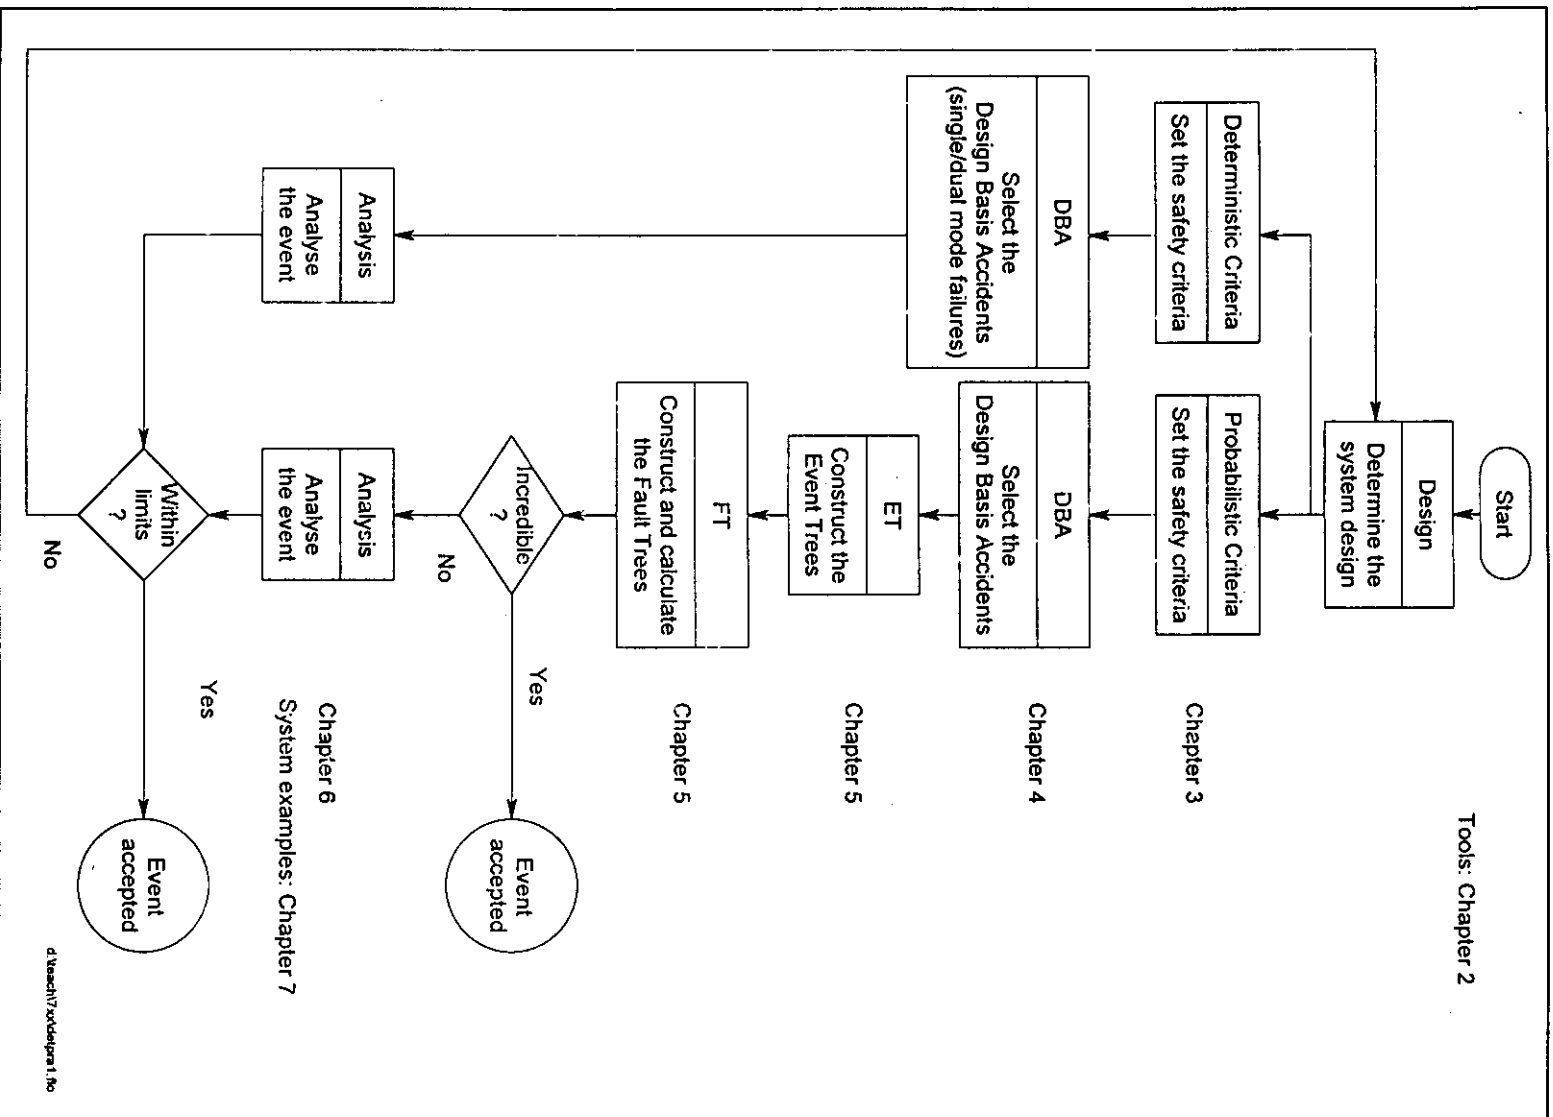 Start
Tools: Chapter 2
Design
Determine the
system design
Deterministic Criteria
Set the safety criteria
Probabilistic Criteria
Set the safety criteria
Chapter 3
DBA
Select the
Design Basis Accidents
(single/dual mode failures)
DBA
Select the
Design Basis Accidents
Chapter 4
ET
Construct the
Event Trees
Chapter 5
FT
Construct and calculate
the Fault Trees
Chapter 5
Incredible
?
Yes
Event
accepted
No
Analysis
Analyse
the event
Analysis
Analyse
the event
Chapter 6
System examples: Chapter 7
Within
limits
?
Yes
Event
accepted
No
d:\teach\7xx\detpra1.flo